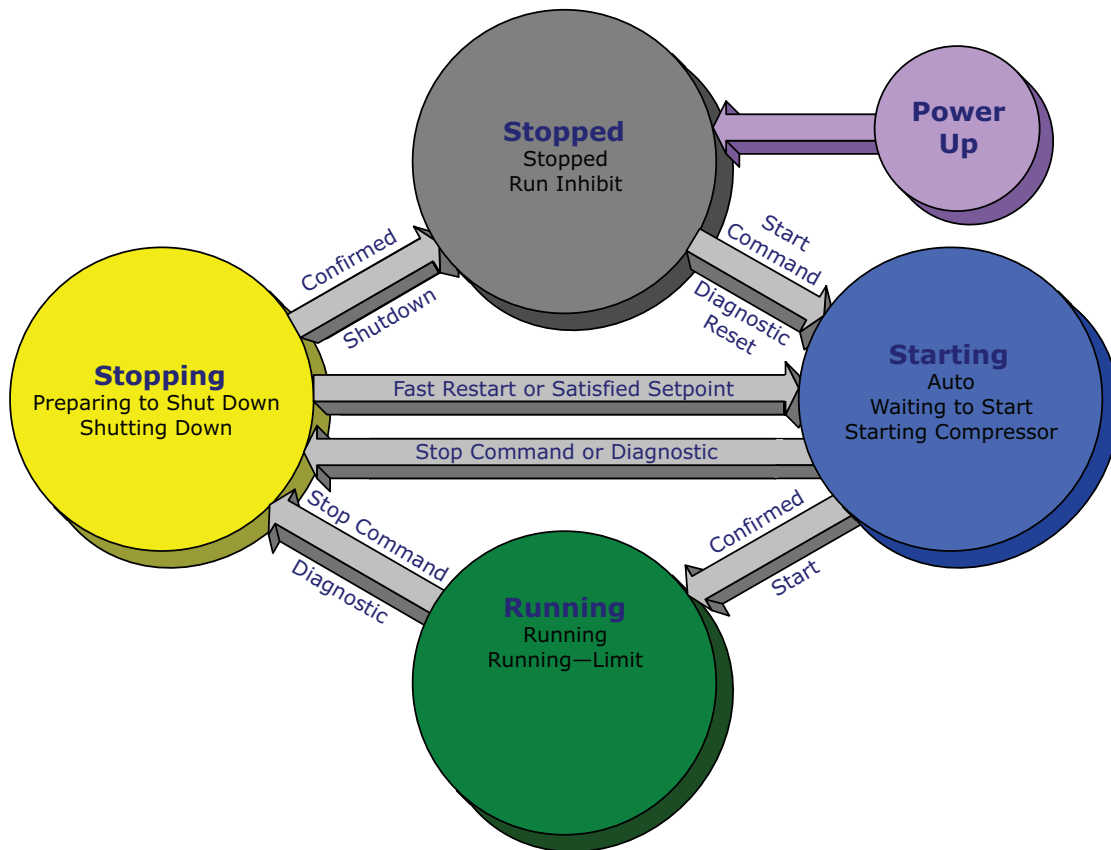 Stopped
Stopped
Run Inhibit
Power
Up
Confirmed
Shutdown
Start
Command
Diagnostic
Reset
Stopping
Preparing to Shut Down
Shutting Down
Fast Restart or Satisfied Setpoint
Stop Command or Diagnostic
Starting
Auto
Waiting to Start
Starting Compressor
Stop Command
Diagnostic
Confirmed
Start
Running
Running
Running—Limit